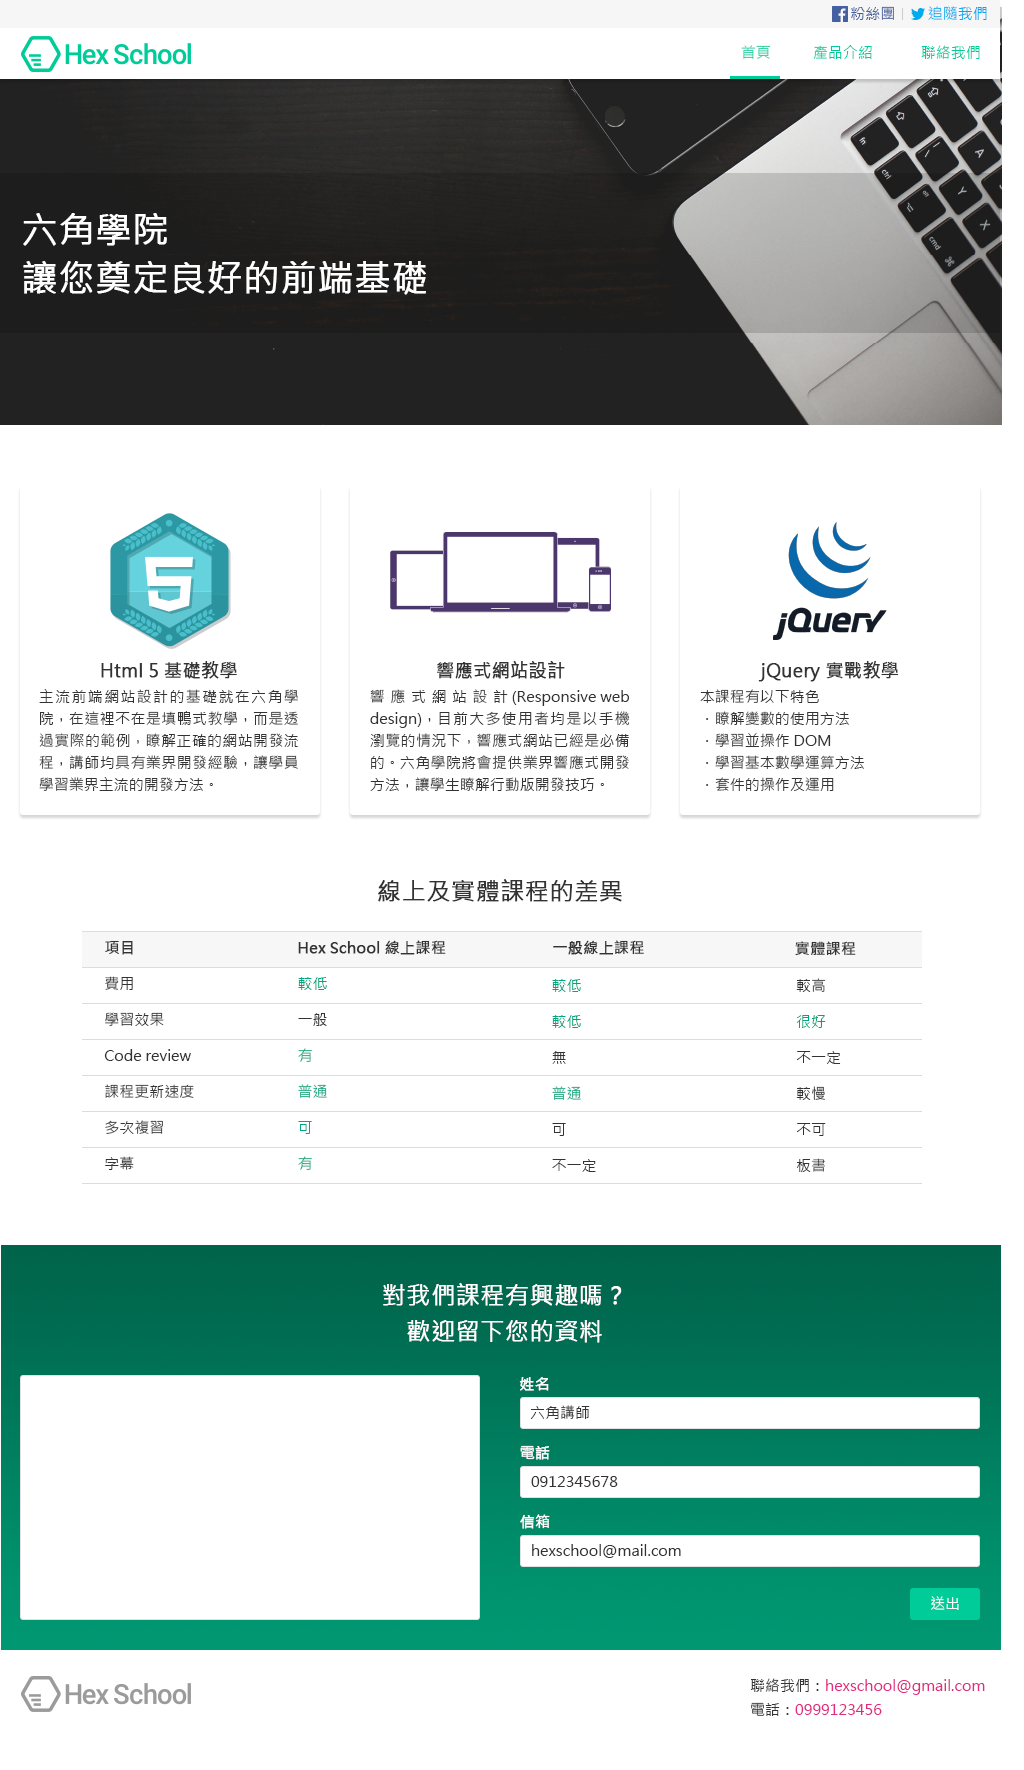 粉絲團 | 追隨我們
Hex School
首頁 產品介紹 聯絡我們
六角學院
讓您奠定良好的前端基礎
fn
ctrl
cmd
A
Y
X
5
Html 5 基礎教學
主流前端網站設計的基礎就在六角學
院，在這裡不在是填鴨式教學，而是透
過實際的範例，瞭解正確的網站開發流
程，講師均具有業界開發經驗，讓學員
學習業界主流的開發方法。
響應式網站設計
響應式網站設計(Responsive web
design)，目前大多使用者均是以手機
瀏覽的情況下，響應式網站已經是必備
的。六角學院將會提供業界響應式開發
方法，讓學生瞭解行動版開發技巧。
jQuery
jQuery 實戰教學
本課程有以下特色
．瞭解變數的使用方法
．學習並操作 DOM
．學習基本數學運算方法
．套件的操作及運用
線上及實體課程的差異
項目 Hex School 線上課程 一般線上課程 實體課程
費用 較低 較低 較高
學習效果 一般 較低 很好
Code review 有 無 不一定
課程更新速度 普通 普通 較慢
多次複習 可 可 不可
字幕 有 不一定 板書
對我們課程有興趣嗎？
歡迎留下您的資料
姓名
六角講師
電話
0912345678
信箱
hexschool@mail.com
送出
Hex School
聯絡我們：hexschool@gmail.com
電話：0999123456